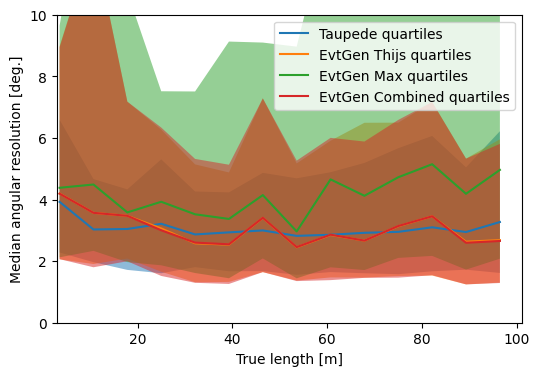 10
8
6
4
2
0
Median angular resolution [deg.]
Taupede quartiles
EvtGen Thijs quartiles
EvtGen Max quartiles
EvtGen Combined quartiles
20 40 60 80 100
True length [m]